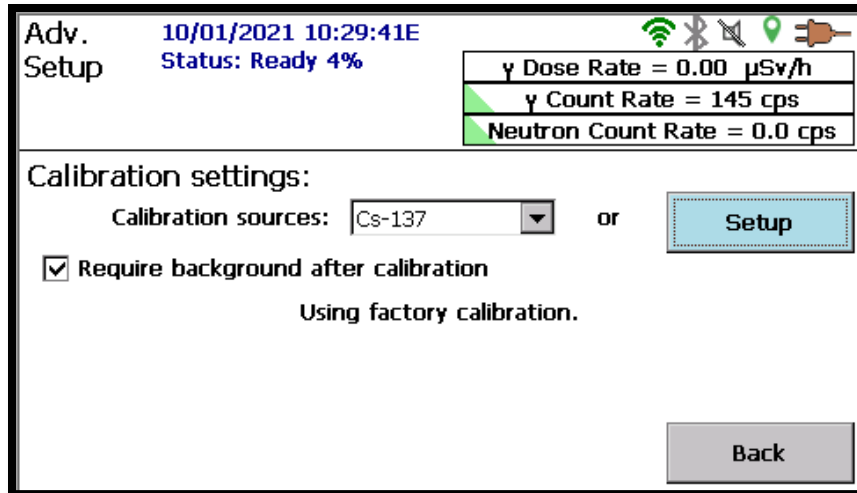 Adv. Setup
10/01/2021 10:29:41E
Status: Ready 4%
γ Dose Rate = 0.00 µSv/h
γ Count Rate = 145 cps
Neutron Count Rate = 0.0 cps
Calibration settings:
Calibration sources: Cs-137 or Setup
Require background after calibration
Using factory calibration.
Back